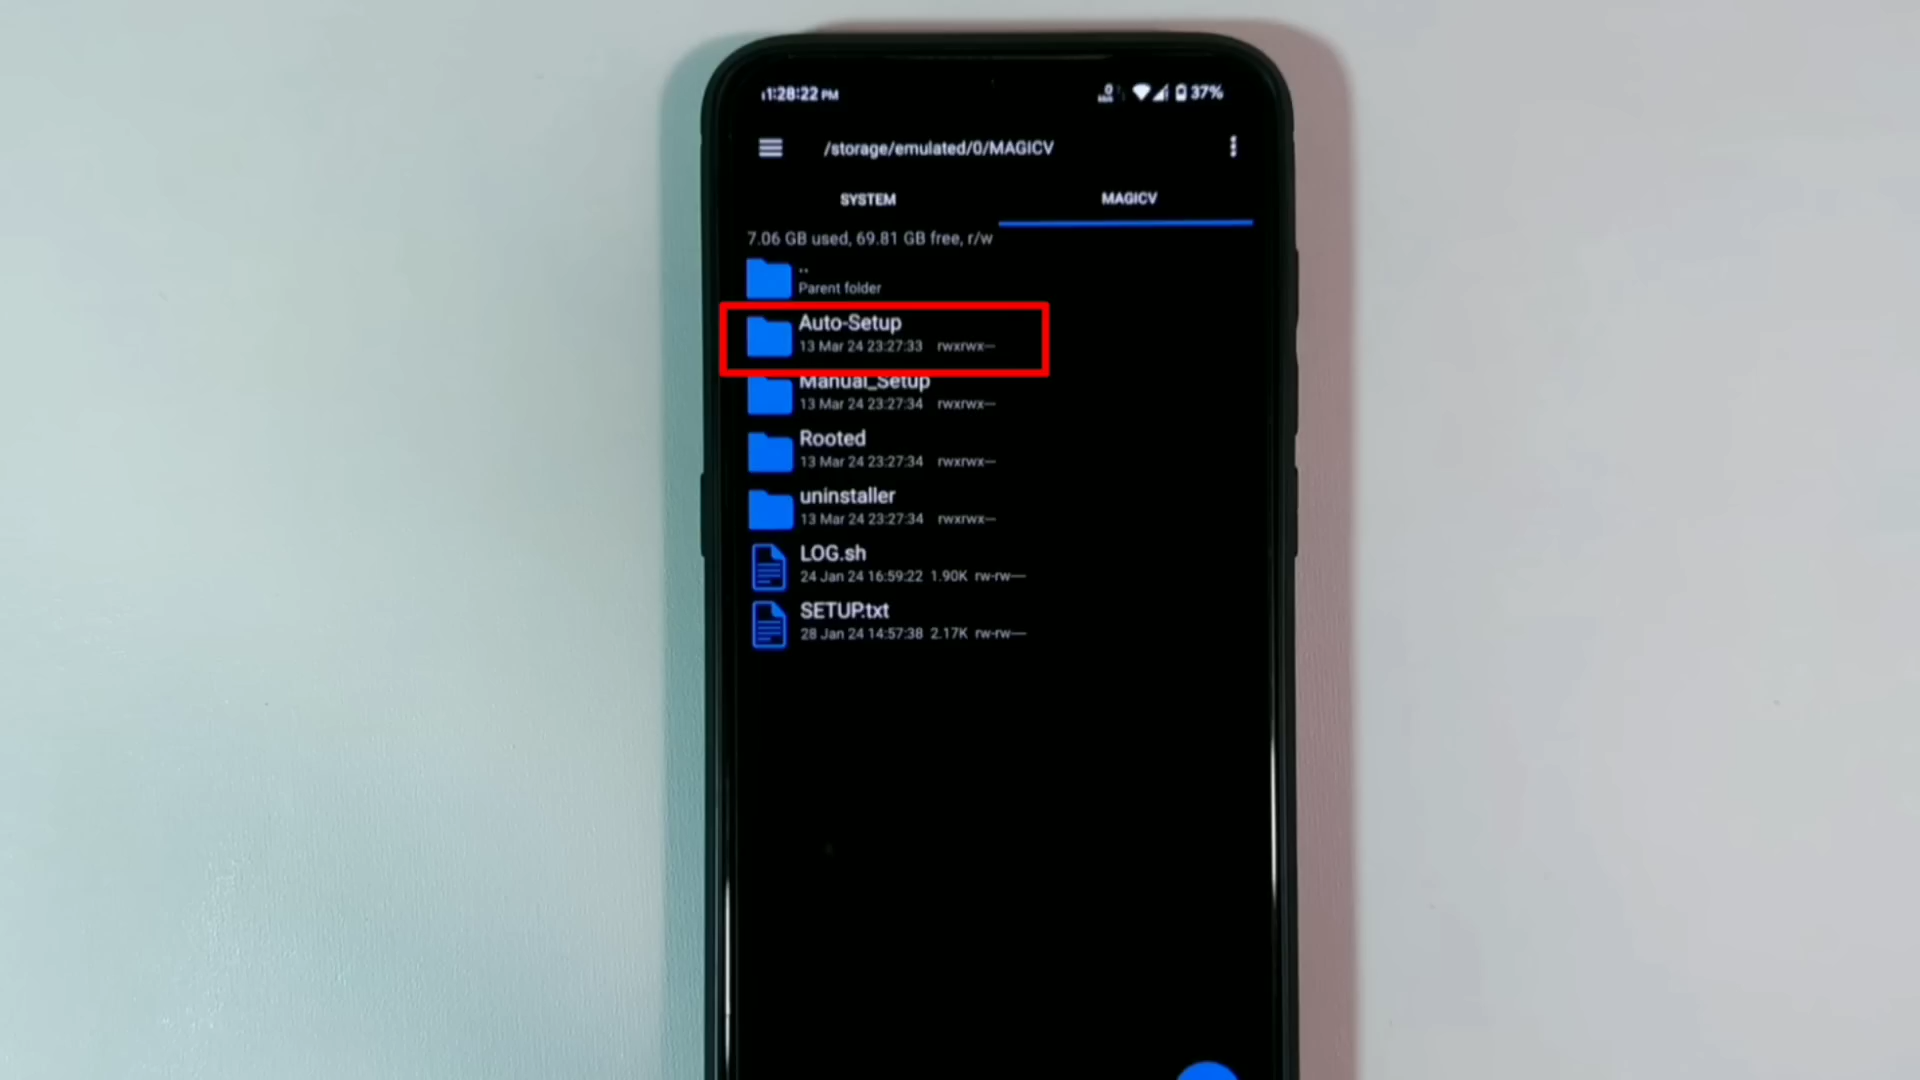 1:28:22 PM
37%
/storage/emulated/0/MAGICV
SYSTEM
MAGICV
7.06 GB used, 69.81 GB free, r/w
..
Parent folder
Auto-Setup
13 Mar 24 23:27:33 rwxrwx---
Manual_Setup
13 Mar 24 23:27:34 rwxrwx---
Rooted
13 Mar 24 23:27:34 rwxrwx---
uninstaller
13 Mar 24 23:27:34 rwxrwx---
LOG.sh
24 Jan 24 16:59:22 1.90K rw-rw----
SETUP.txt
28 Jan 24 14:57:38 2.17K rw-rw----